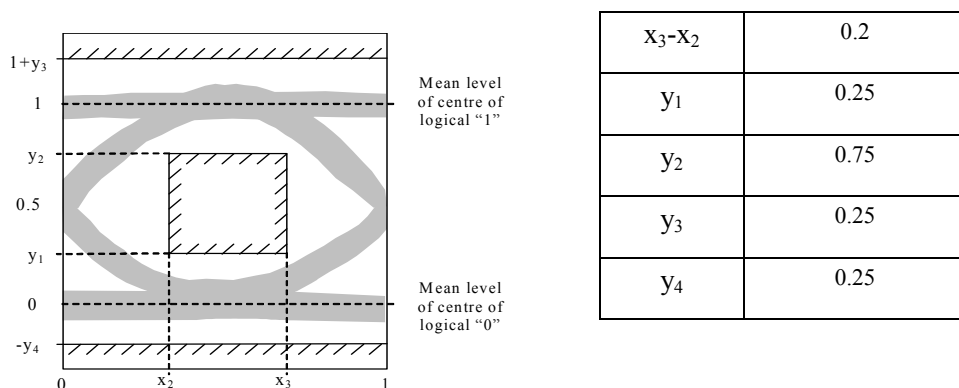 1+y₃
1
y₂
0.5
y₁
0
-y₄
0
x₂
x₃
1
Mean level
of centre of
logical "1"
Mean level
of centre of
logical "0"
x₃-x₂ 0.2
y₁ 0.25
y₂ 0.75
y₃ 0.25
y₄ 0.25